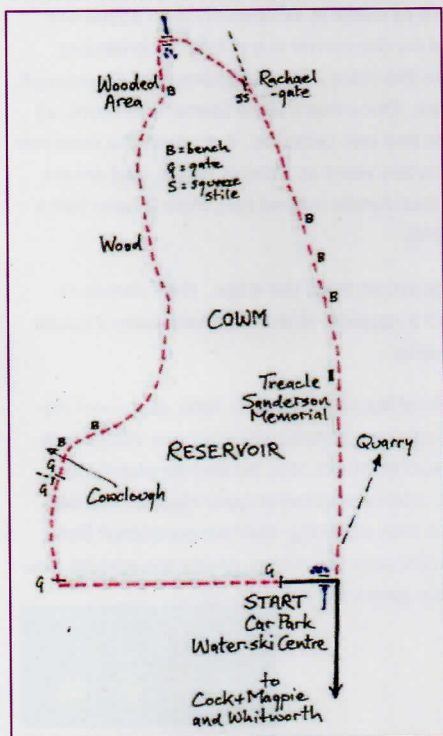 Wooded
Area
Rachael
-gate
B
SS
B = bench
G = gate
S = squeeze
stile
B
Wood
B
B
COWM
Treacle
Sanderson
Memorial
B
B
RESERVOIR
Quarry
G
G
Cowclough
G
G
START
Car Park
Water-ski Centre
to
Cock+Magpie
and Whitworth